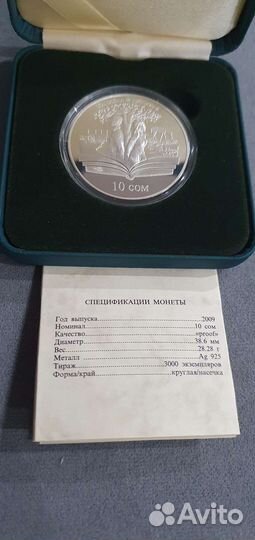 10 СОМ
СПЕЦИФИКАЦИИ МОНЕТЫ
Год выпуска..............................2009
Номинал..............................10 сом
Качество..............................«proof»
Диаметр..............................38.6 мм
Вес..............................28.28 г
Металл..............................Ag 925
Тираж..............................3000 экземпляров
Форма/край..............................круглая/насечка
Avito